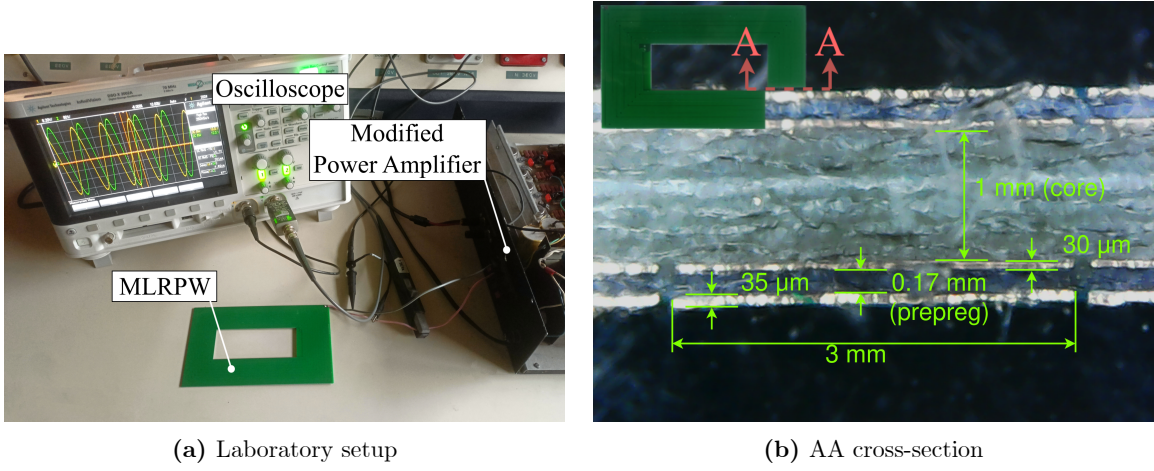 Oscilloscope
Modified
Power Amplifier
MLRPW
A A
1 mm (core)
30 µm
35 µm
0.17 mm
(prepreg)
3 mm
(a) Laboratory setup
(b) AA cross-section